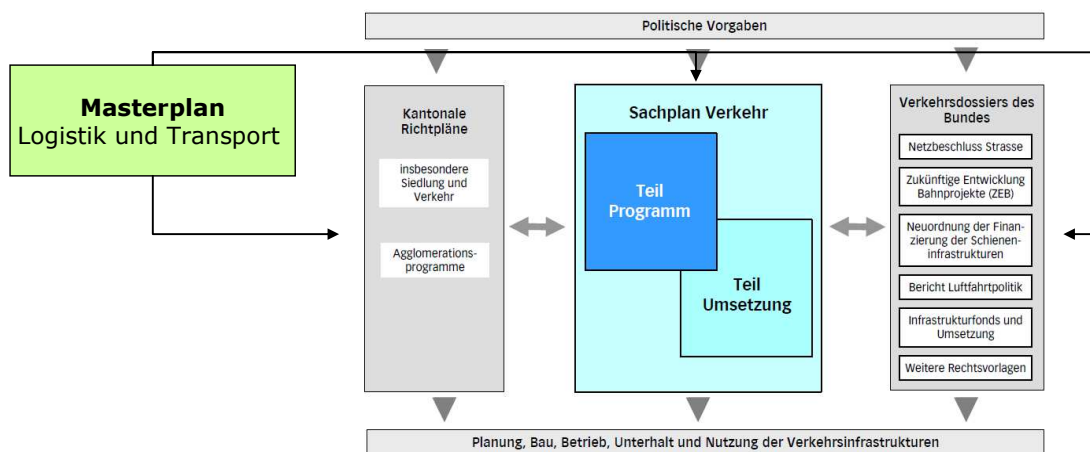 Politische Vorgaben
Masterplan
Logistik und Transport
Kantonale
Richtpläne
insbesondere
Siedlung und
Verkehr
Agglomerations-
programme
Sachplan Verkehr
Teil
Programm
Teil
Umsetzung
Verkehrsdossiers des
Bundes
Netzbeschluss Strasse
Zukünftige Entwicklung
Bahnprojekte (ZEB)
Neuordnung der Finan-
zierung der Schienen-
infrastrukturen
Bericht Luftfahrtpolitik
Infrastrukturfonds und
Umsetzung
Weitere Rechtsvorlagen
Planung, Bau, Betrieb, Unterhalt und Nutzung der Verkehrsinfrastrukturen